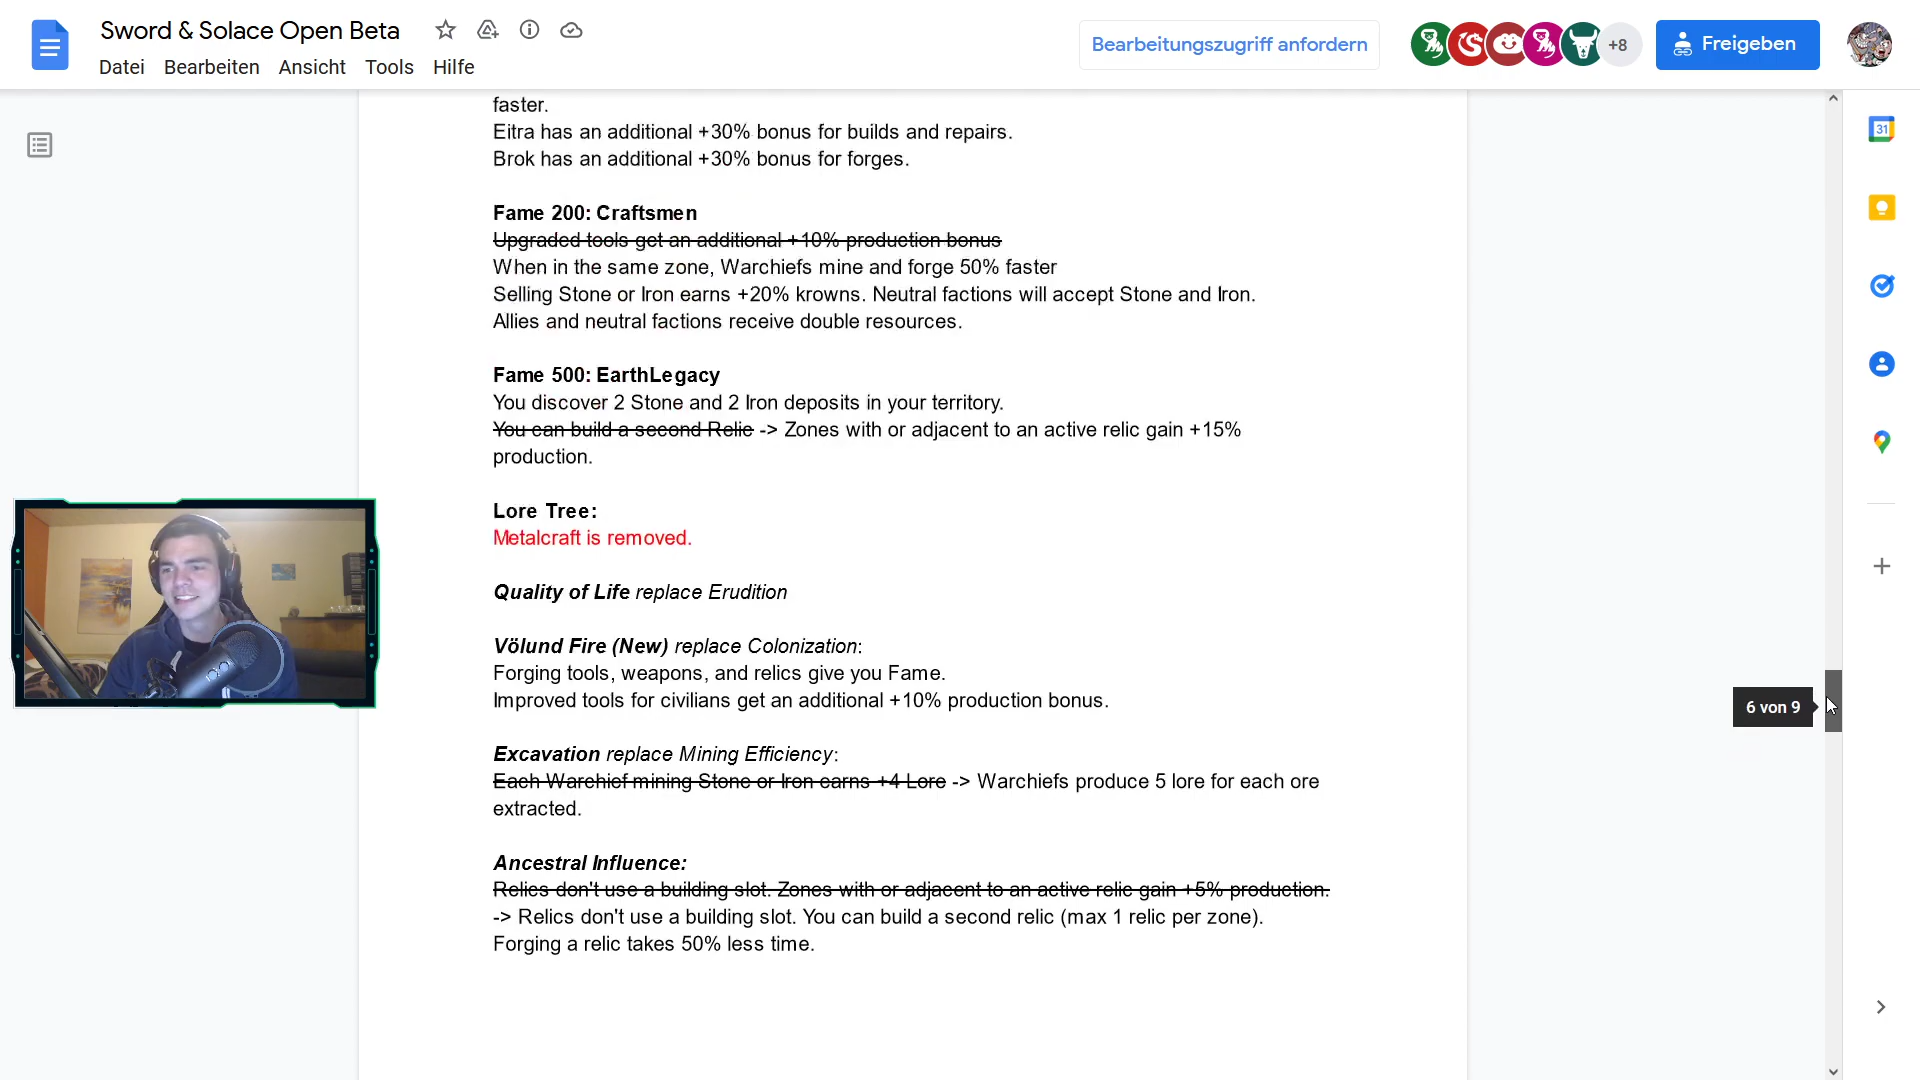 Sword & Solace Open Beta
Datei Bearbeiten Ansicht Tools Hilfe
Bearbeitungszugriff anfordern
+8
Freigeben
faster.
Eitra has an additional +30% bonus for builds and repairs.
Brok has an additional +30% bonus for forges.
Fame 200: Craftsmen
Upgraded tools get an additional +10% production bonus
When in the same zone, Warchiefs mine and forge 50% faster
Selling Stone or Iron earns +20% krowns. Neutral factions will accept Stone and Iron.
Allies and neutral factions receive double resources.
Fame 500: EarthLegacy
You discover 2 Stone and 2 Iron deposits in your territory.
You can build a second Relic -> Zones with or adjacent to an active relic gain +15%
production.
Lore Tree:
Metalcraft is removed.
Quality of Life replace Erudition
Völund Fire (New) replace Colonization:
Forging tools, weapons, and relics give you Fame.
Improved tools for civilians get an additional +10% production bonus.
Excavation replace Mining Efficiency:
Each Warchief mining Stone or Iron earns +4 Lore -> Warchiefs produce 5 lore for each ore
extracted.
Ancestral Influence:
Relics don't use a building slot. Zones with or adjacent to an active relic gain +5% production.
-> Relics don't use a building slot. You can build a second relic (max 1 relic per zone).
Forging a relic takes 50% less time.
6 von 9
31